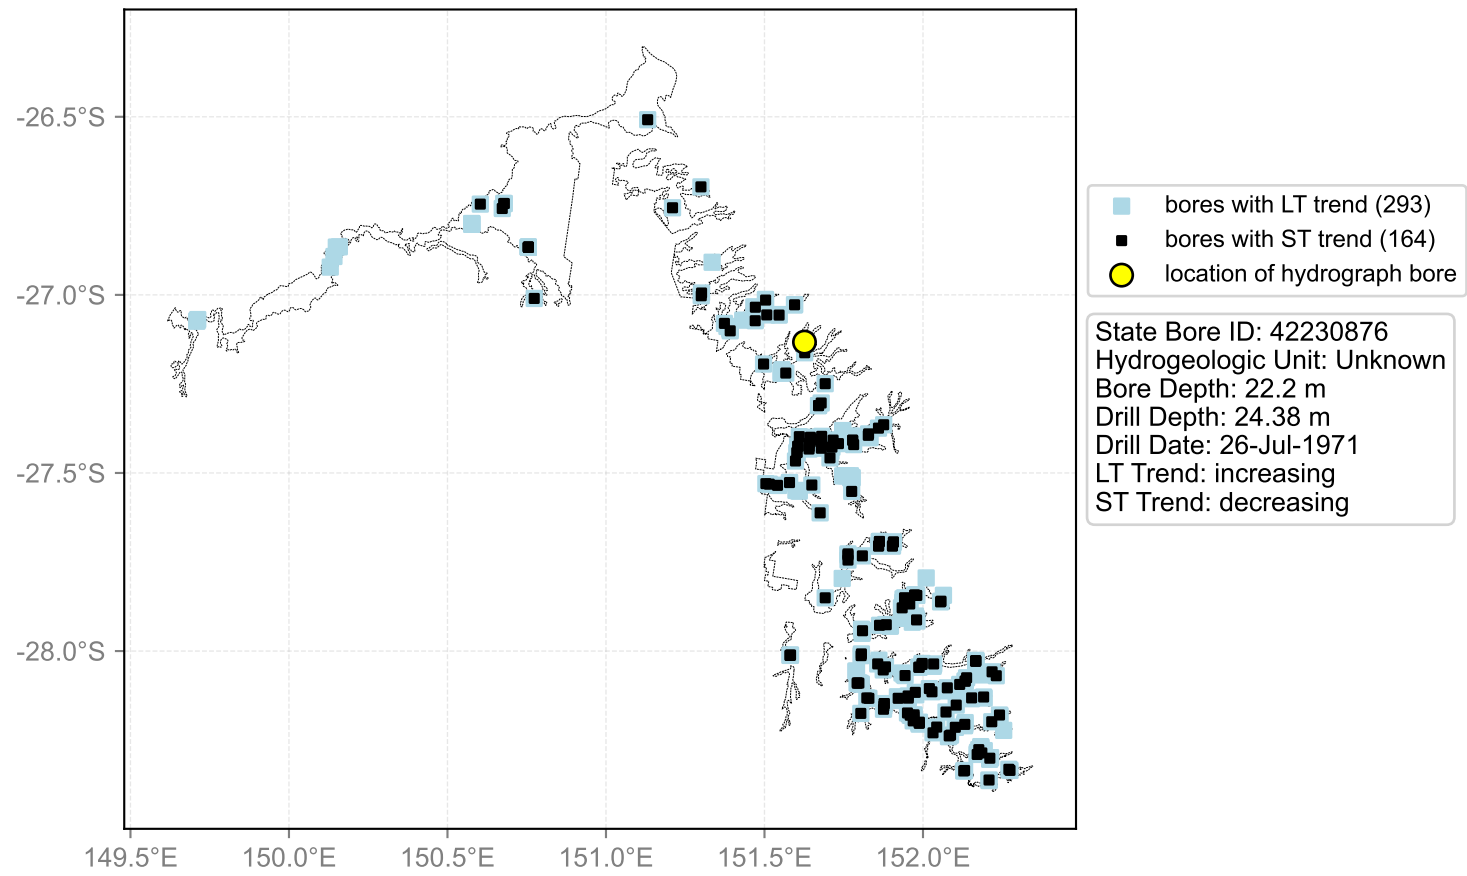 -26.5°S
-27.0°S
-27.5°S
-28.0°S
149.5°E 150.0°E 150.5°E 151.0°E 151.5°E 152.0°E
bores with LT trend (293)
bores with ST trend (164)
location of hydrograph bore
State Bore ID: 42230876
Hydrogeologic Unit: Unknown
Bore Depth: 22.2 m
Drill Depth: 24.38 m
Drill Date: 26-Jul-1971
LT Trend: increasing
ST Trend: decreasing